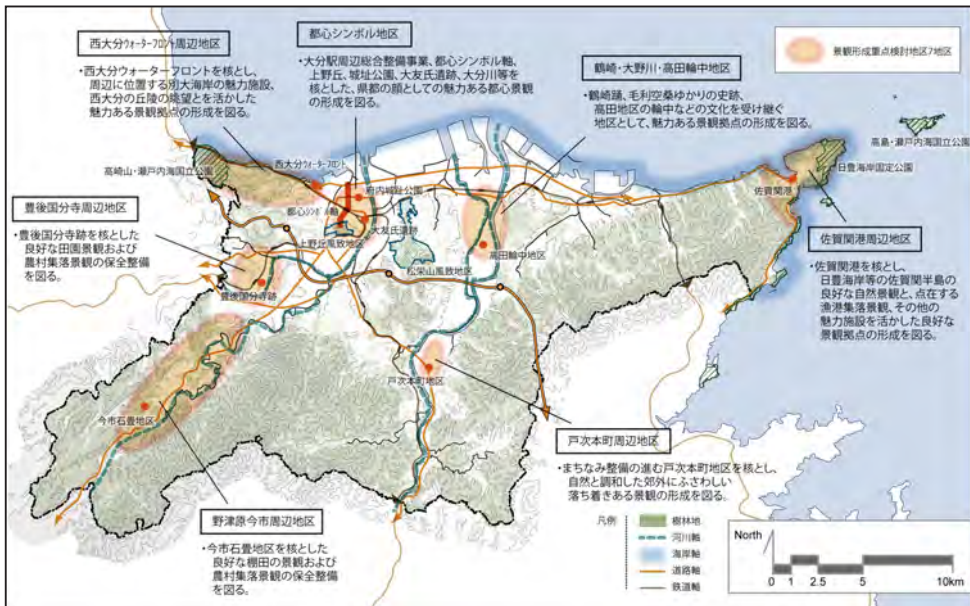 西大分ウォーターフロント周辺地区
・西大分ウォーターフロントを核とし、
周辺に位置する別大海岸の魅力施設、
西大分の丘陵の眺望とを活かした
魅力ある景観拠点の形成を図る。
都心シンボル地区
・大分駅周辺総合整備事業、都心シンボル軸、
上野丘、城址公園、大友氏遺跡、大分川等を
核とした、県都の顔としての魅力ある都心景観
の形成を図る。
鶴崎・大野川・高田輪中地区
・鶴崎踊、毛利空桑ゆかりの史跡、
高田地区の輪中などの文化を受け継ぐ
地区として、魅力ある景観拠点の形成を図る。
景観形成重点検討地区7地区
高島・瀬戸内海国立公園
日豊海岸国定公園
佐賀関港
高崎山・瀬戸内海国立公園
西大分ウォーターフロント
府内城址公園
都心シンボル軸
大友氏遺跡
上野丘風致地区
松栄山風致地区
高田輪中地区
豊後国分寺周辺地区
・豊後国分寺跡を核とした
良好な田園景観および
農村集落景観の保全整備
を図る。
豊後国分寺跡
佐賀関港周辺地区
・佐賀関港を核とし、
日豊海岸等の佐賀関半島の
良好な自然景観と、点在する
漁港集落景観、その他の
魅力施設を活かした良好な
景観拠点の形成を図る。
戸次本町地区
今市石畳地区
戸次本町周辺地区
・まちなみ整備の進む戸次本町地区を核とし、
自然と調和した郊外にふさわしい
落ち着きある景観の形成を図る。
野津原今市周辺地区
・今市石畳地区を核とした
良好な棚田の景観および
農村集落景観の保全整備
を図る。
凡例
樹林地
河川軸
海岸軸
道路軸
鉄道軸
North
0 1 2.5 5 10km